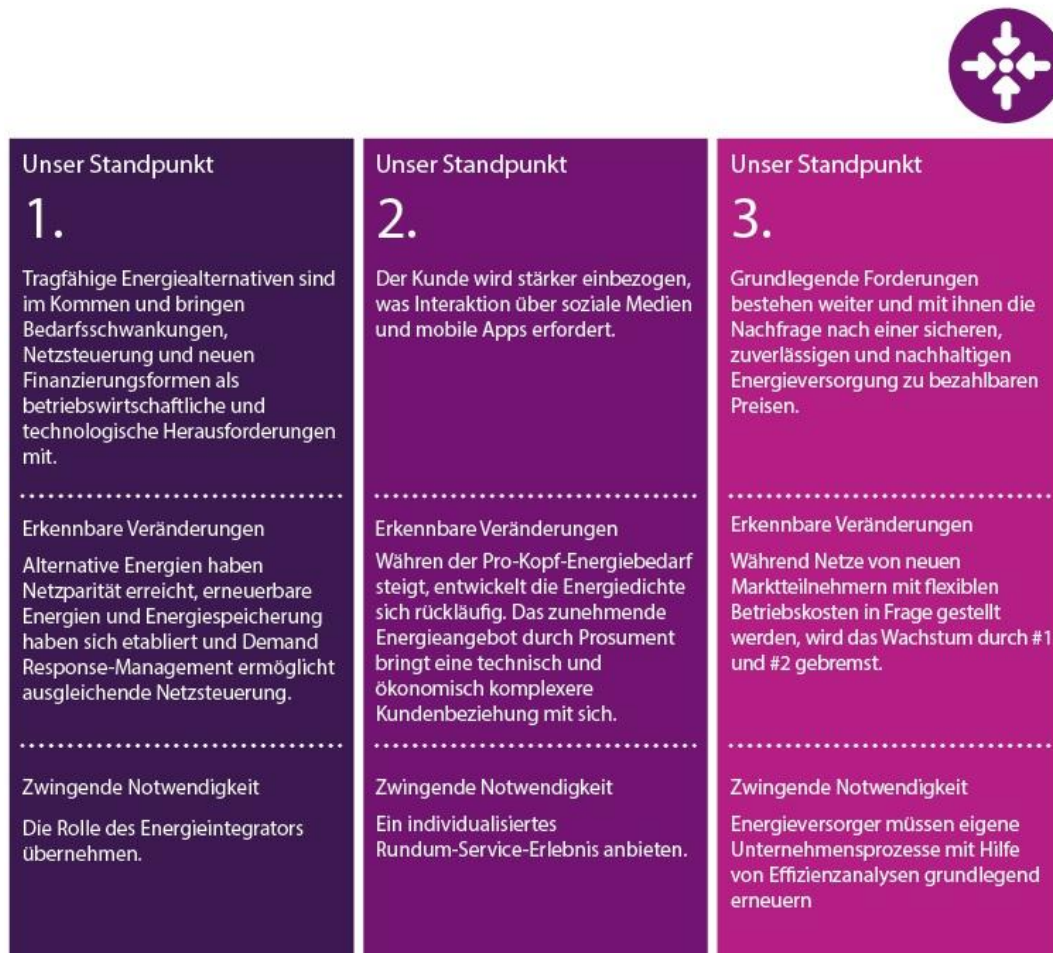 Unser Standpunkt
1.
Tragfähige Energiealternativen sind
im Kommen und bringen
Bedarfsschwankungen,
Netzsteuerung und neuen
Finanzierungsformen als
betriebswirtschaftliche und
technologische Herausforderungen
mit.
Erkennbare Veränderungen
Alternative Energien haben
Netzparität erreicht, erneuerbare
Energien und Energiespeicherung
haben sich etabliert und Demand
Response-Management ermöglicht
ausgleichende Netzsteuerung.
Zwingende Notwendigkeit
Die Rolle des Energieintegrators
übernehmen.
Unser Standpunkt
2.
Der Kunde wird stärker einbezogen,
was Interaktion über soziale Medien
und mobile Apps erfordert.
Erkennbare Veränderungen
Währen der Pro-Kopf-Energiebedarf
steigt, entwickelt die Energiedichte
sich rückläufig. Das zunehmende
Energieangebot durch Prosument
bringt eine technisch und
ökonomisch komplexere
Kundenbeziehung mit sich.
Zwingende Notwendigkeit
Ein individualisiertes
Rundum-Service-Erlebnis anbieten.
Unser Standpunkt
3.
Grundlegende Forderungen
bestehen weiter und mit ihnen die
Nachfrage nach einer sicheren,
zuverlässigen und nachhaltigen
Energieversorgung zu bezahlbaren
Preisen.
Erkennbare Veränderungen
Während Netze von neuen
Marktteilnehmern mit flexiblen
Betriebskosten in Frage gestellt
werden, wird das Wachstum durch #1
und #2 gebremst.
Zwingende Notwendigkeit
Energieversorger müssen eigene
Unternehmensprozesse mit Hilfe
von Effizienzanalysen grundlegend
erneuern